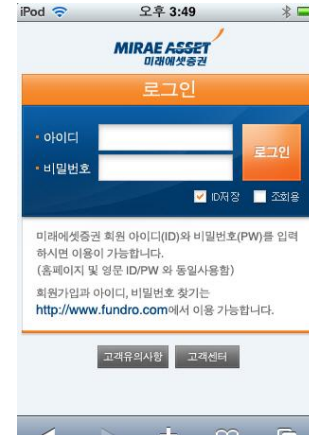 iPod 오후 3:49
MIRAE ASSET
미래에셋증권
로그인
• 아이디
로그인
• 비밀번호
ID저장 조회용
미래에셋증권 회원 아이디(ID)와 비밀번호(PW)를 입력
하시면 이용이 가능합니다.
(홈페이지 및 영문 ID/PW 와 동일사용함)
회원가입과 아이디, 비밀번호 찾기는
http://www.fundro.com에서 이용 가능합니다.
고객유의사항 고객센터